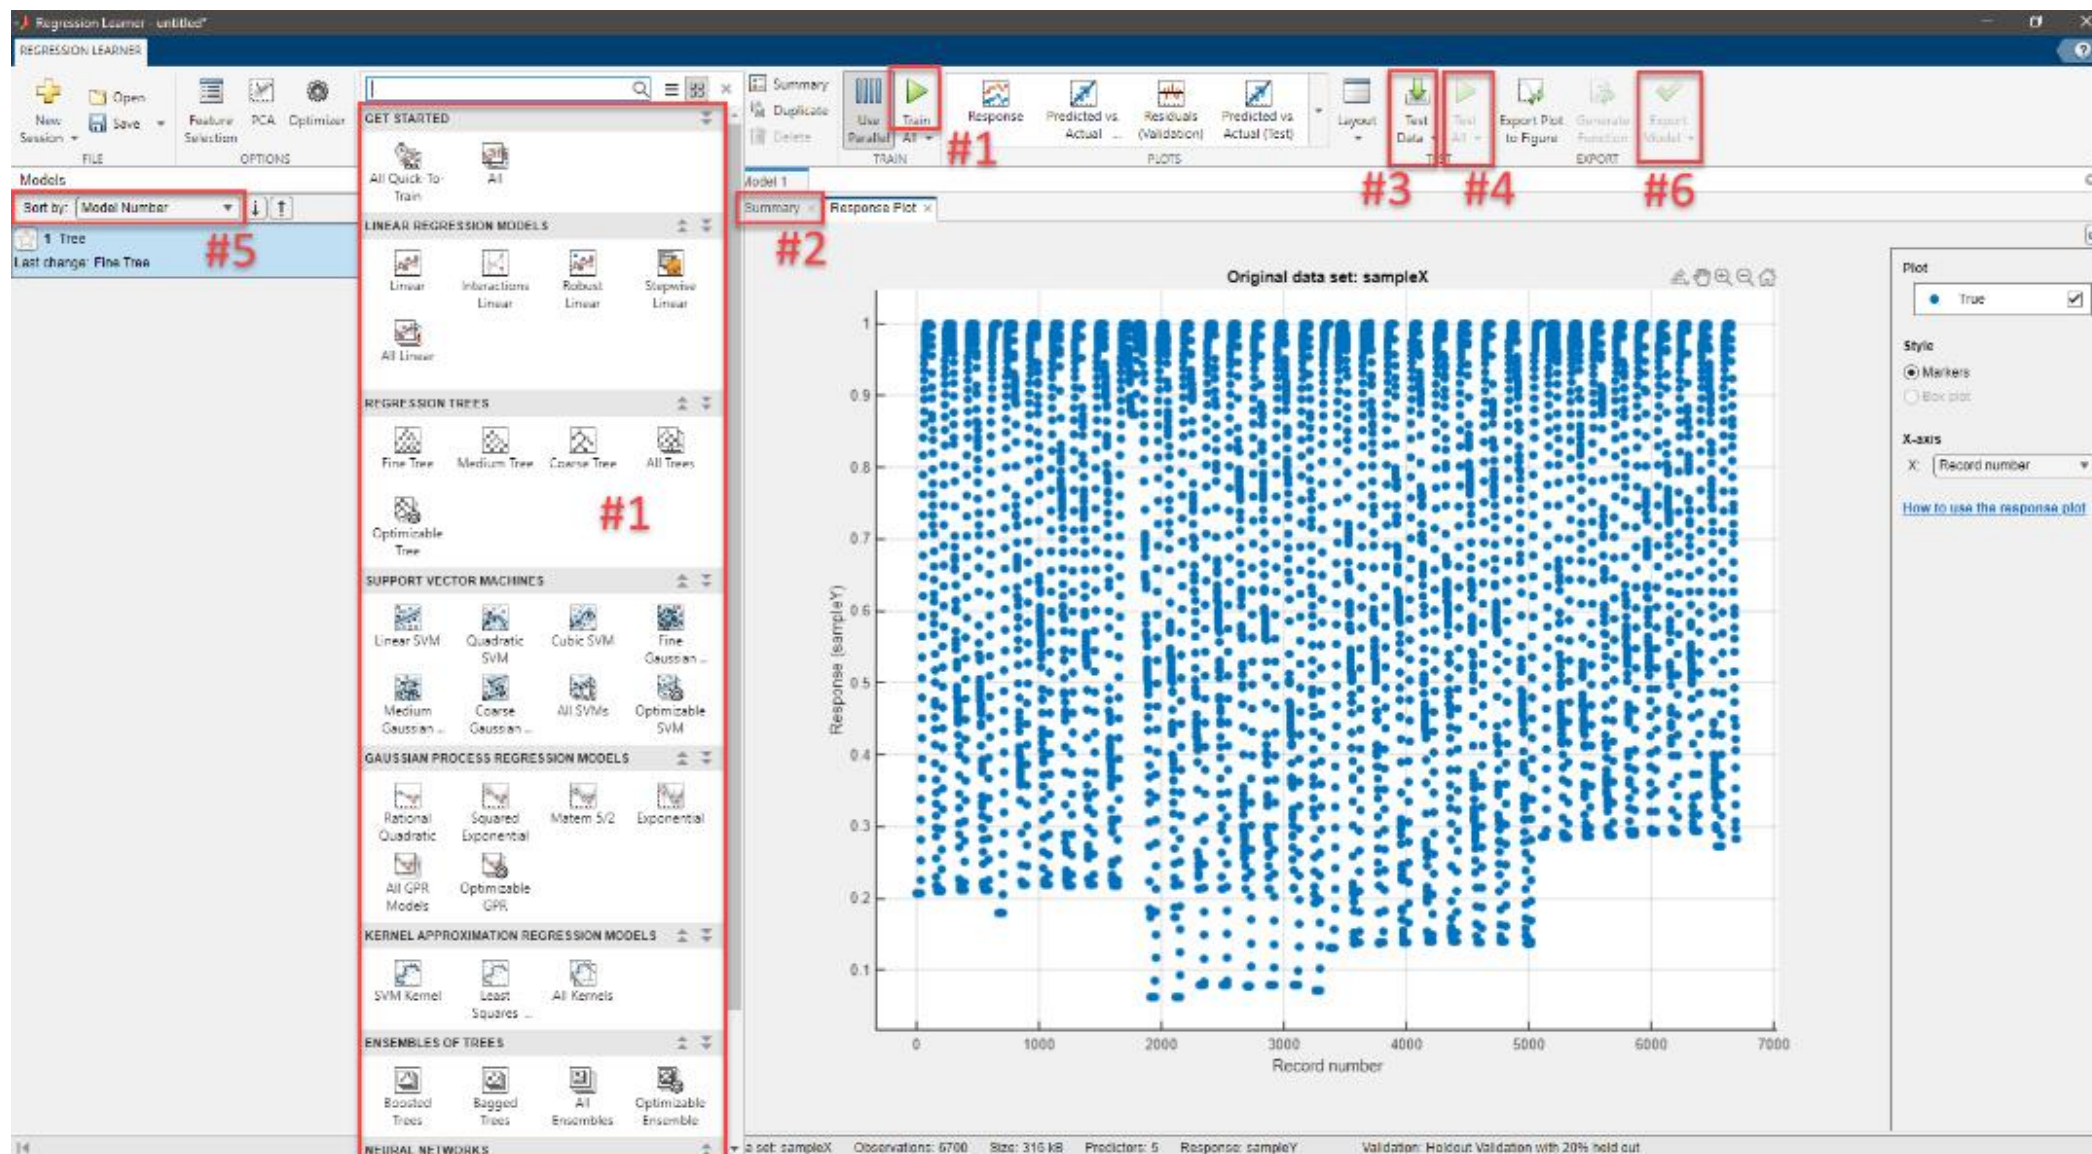 Regression Learner - untitled*
REGRESSION LEARNER
New Session
Open
Save
FILE
Feature Selection
PCA
Optimizer
OPTIONS
Summary
Duplicate
Delete
Use Parallel
Train All
#1
TRAIN
Response
Predicted vs. Actual ...
Residuals (Validation)
Predicted vs. Actual (Test)
PLOTS
Layout
Test Data
#3
Test All
#4
TEST
Export Plot to Figure
Generate Function
Export Model
#6
EXPORT
Models
Sort by: Model Number
#5
1 Tree
Last change: Fine Tree
GET STARTED
All Quick-To-Train
All
LINEAR REGRESSION MODELS
Linear
Interactions Linear
Robust Linear
Stepwise Linear
All Linear
REGRESSION TREES
Fine Tree
Medium Tree
Coarse Tree
All Trees
Optimizable Tree
#1
SUPPORT VECTOR MACHINES
Linear SVM
Quadratic SVM
Cubic SVM
Fine Gaussian ...
Medium Gaussian ...
Coarse Gaussian ...
All SVMs
Optimizable SVM
GAUSSIAN PROCESS REGRESSION MODELS
Rational Quadratic
Squared Exponential
Matern 5/2
Exponential
All GPR Models
Optimizable GPR
KERNEL APPROXIMATION REGRESSION MODELS
SVM Kernel
Least Squares ...
All Kernels
ENSEMBLES OF TREES
Boosted Trees
Bagged Trees
All Ensembles
Optimizable Ensemble
NEURAL NETWORKS
Model 1
Summary
#2
Response Plot
Original data set: sampleX
Response (sampleY)
1
0.9
0.8
0.7
0.6
0.5
0.4
0.3
0.2
0.1
0 1000 2000 3000 4000 5000 6000 7000
Record number
Plot
True
Style
Markers
Box plot
X-axis
X: Record number
How to use the response plot
a set: sampleX Observations: 6700 Size: 316 kB Predictors: 5 Response: sampleY Validation: Holdout Validation with 20% held out